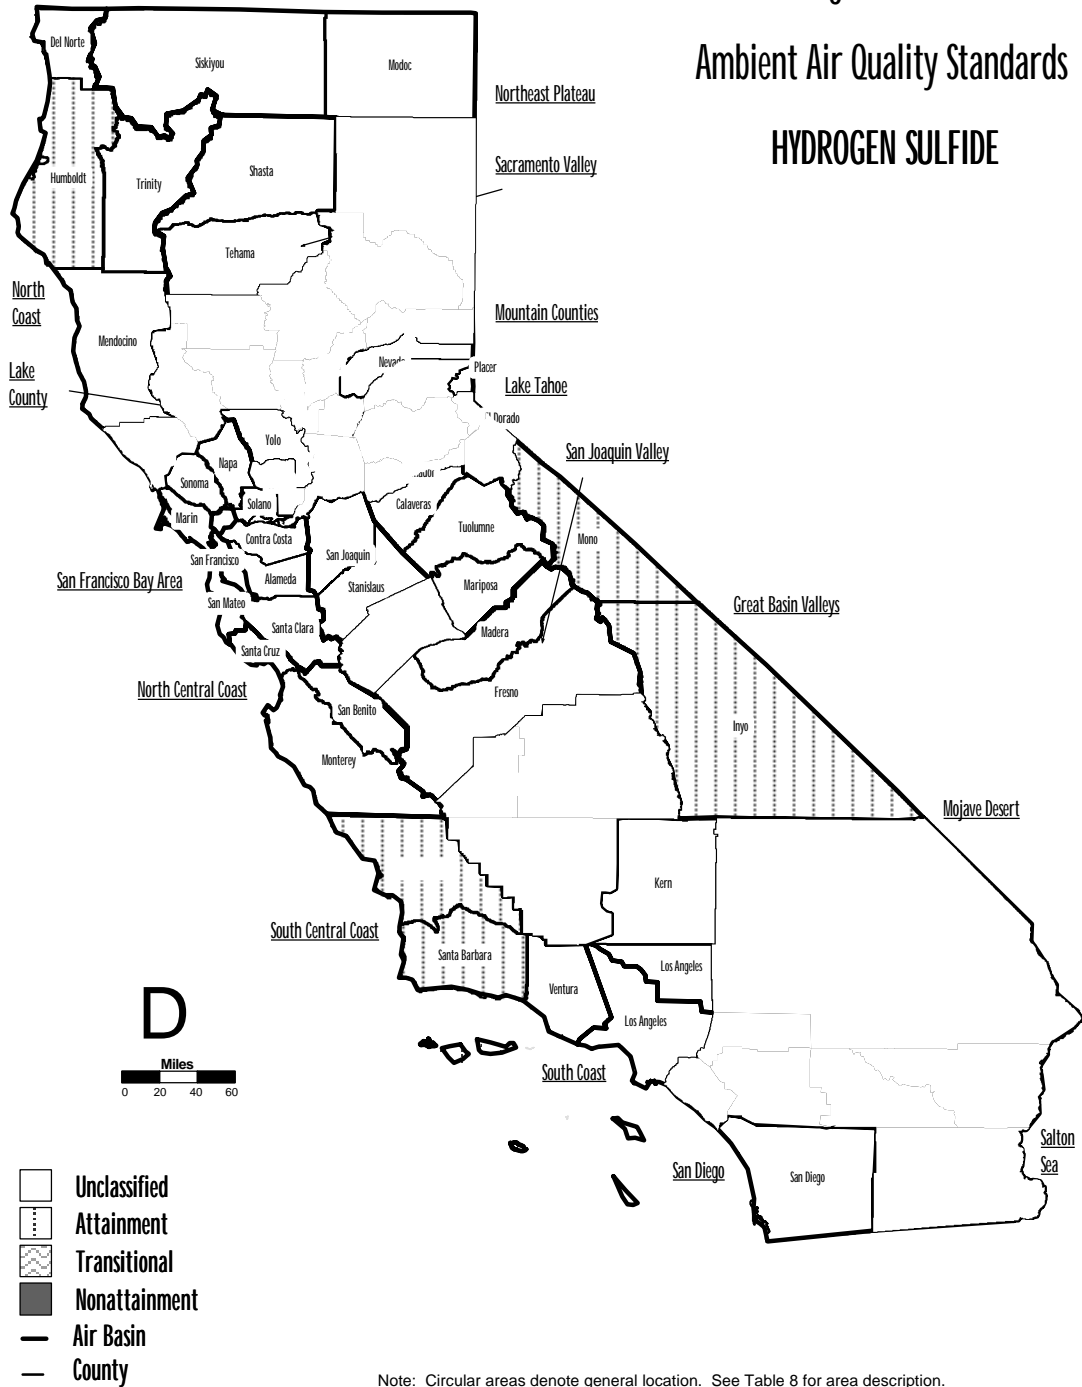 Ambient Air Quality Standards
HYDROGEN SULFIDE
Del Norte
Siskiyou
Modoc
Northeast Plateau
Sacramento Valley
Shasta
Humboldt
Trinity
Tehama
North
Coast
Mountain Counties
Mendocino
Lake
County
Placer
Lake Tahoe
Dorado
Yolo
San Joaquin Valley
Napa
Sonoma
Solano
Calaveras
Marin
Tuolumne
Contra Costa
Mono
San Francisco
San Joaquin
San Francisco Bay Area
Alameda
Stanislaus
Mariposa
San Mateo
Great Basin Valleys
Santa Clara
Madera
Santa Cruz
North Central Coast
Fresno
San Benito
Inyo
Monterey
Mojave Desert
Kern
South Central Coast
Santa Barbara
Los Angeles
Ventura
Los Angeles
D
Miles
0 20 40 60
South Coast
Salton
Sea
San Diego
San Diego
Unclassified
Attainment
Transitional
Nonattainment
Air Basin
County
Note: Circular areas denote general location. See Table 8 for area description.